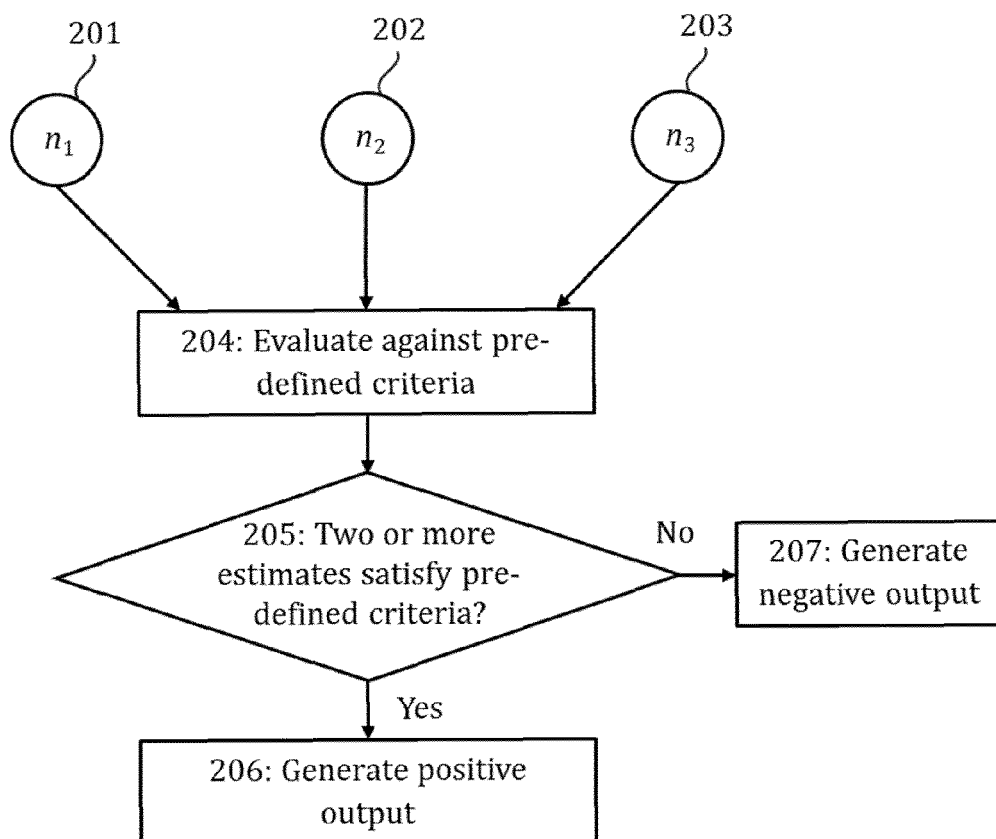 201
202
203
n₁
n₂
n₃
204: Evaluate against pre-
defined criteria
205: Two or more
estimates satisfy pre-
defined criteria?
No
207: Generate
negative output
Yes
206: Generate positive
output